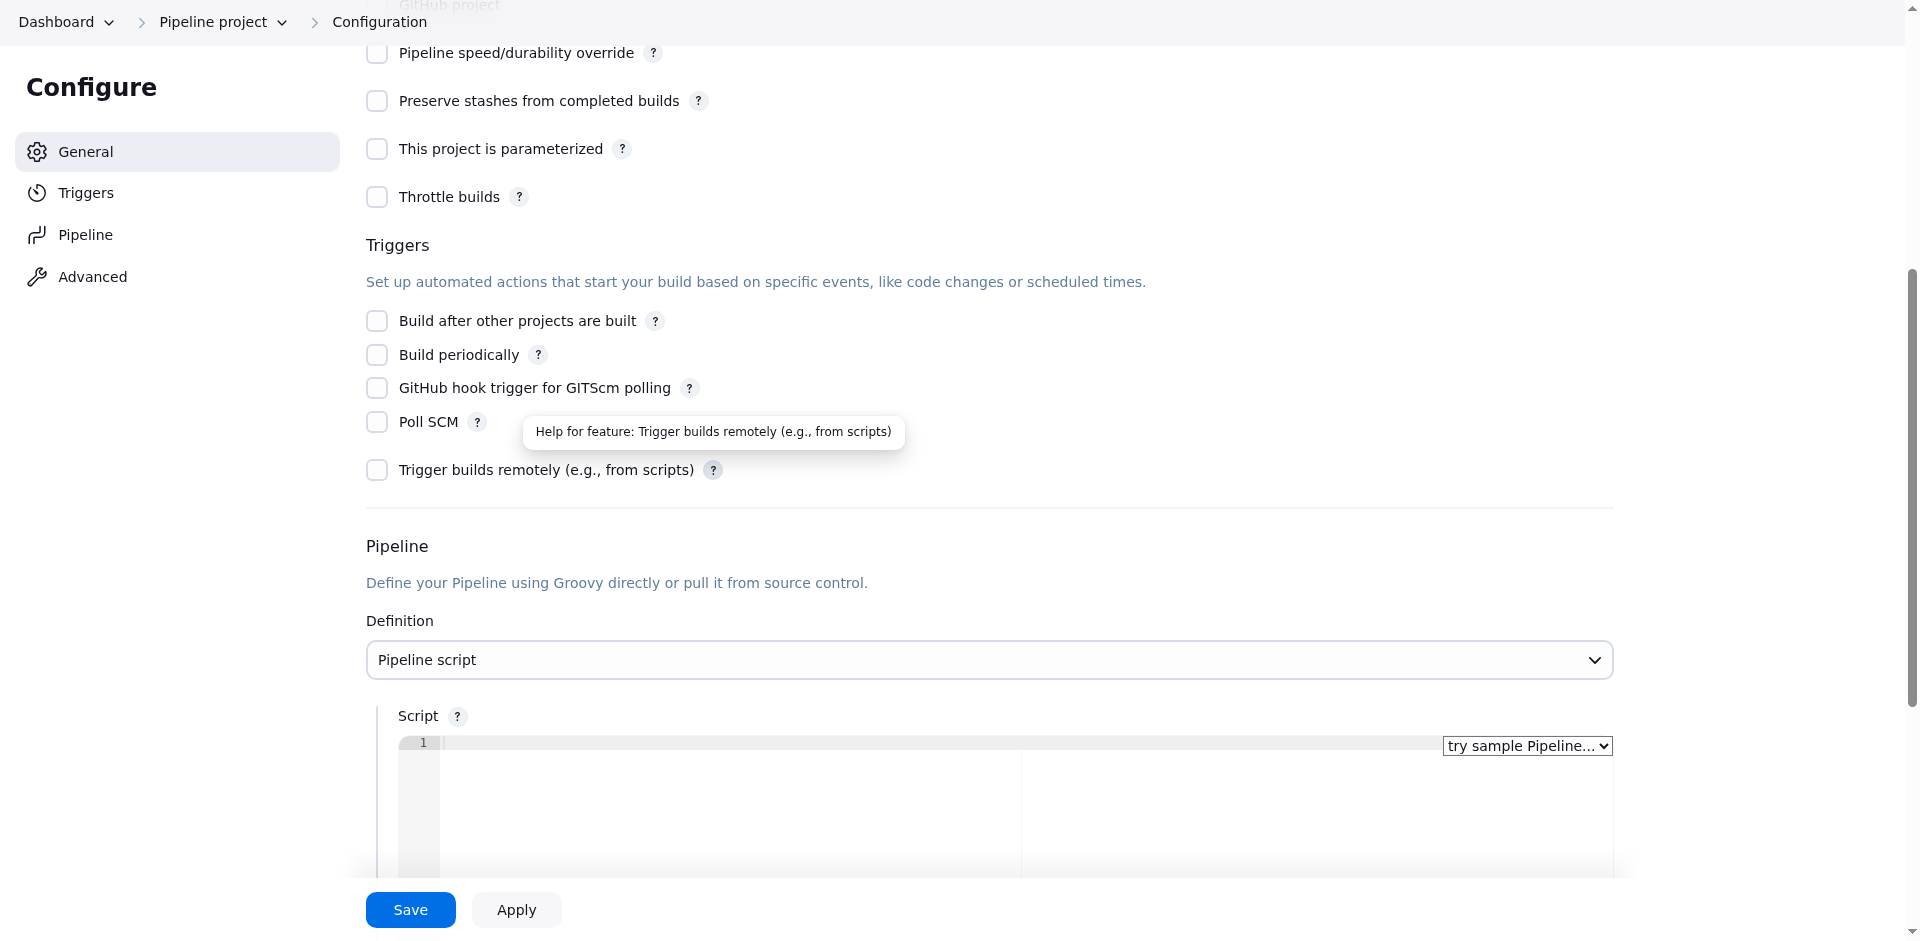 GitHub project
Dashboard
Pipeline project
Configuration
Pipeline speed/durability override ?
Configure
Preserve stashes from completed builds ?
General
This project is parameterized ?
Triggers
Throttle builds ?
Pipeline
Advanced
Triggers
Set up automated actions that start your build based on specific events, like code changes or scheduled times.
Build after other projects are built ?
Build periodically ?
GitHub hook trigger for GITScm polling ?
Poll SCM ?
Help for feature: Trigger builds remotely (e.g., from scripts)
Trigger builds remotely (e.g., from scripts) ?
Pipeline
Define your Pipeline using Groovy directly or pull it from source control.
Definition
Pipeline script
Script ?
1
try sample Pipeline...
Save
Apply